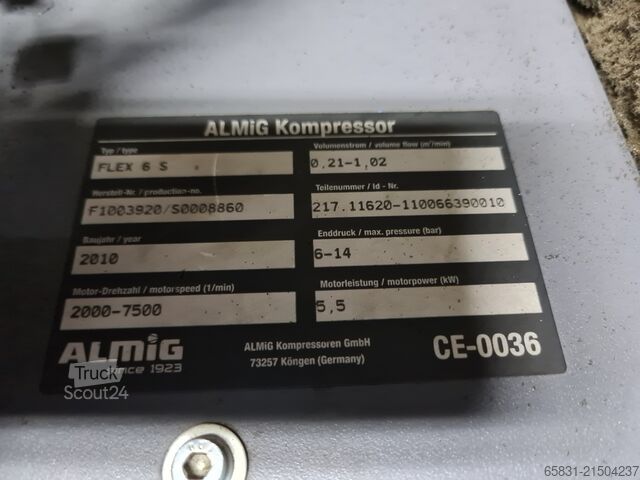 ALMiG Kompressor
Typ / type
FLEX 6 S
Volumenstrom / volume flow (m³/min)
0,21-1,02
Herstell-Nr. / production-no.
F1003920/S0008860
Teilenummer / Id - Nr.
217.11620-110066390010
Baujahr / year
2010
Enddruck / max. pressure (bar)
6-14
Motor-Drehzahl / motorspeed (1/min)
2000-7500
Motorleistung / motorpower (kW)
5,5
ALMiG
since 1923
ALMiG Kompressoren GmbH
73257 Köngen (Germany)
CE-0036
Truck
Scout24
65831-21504237